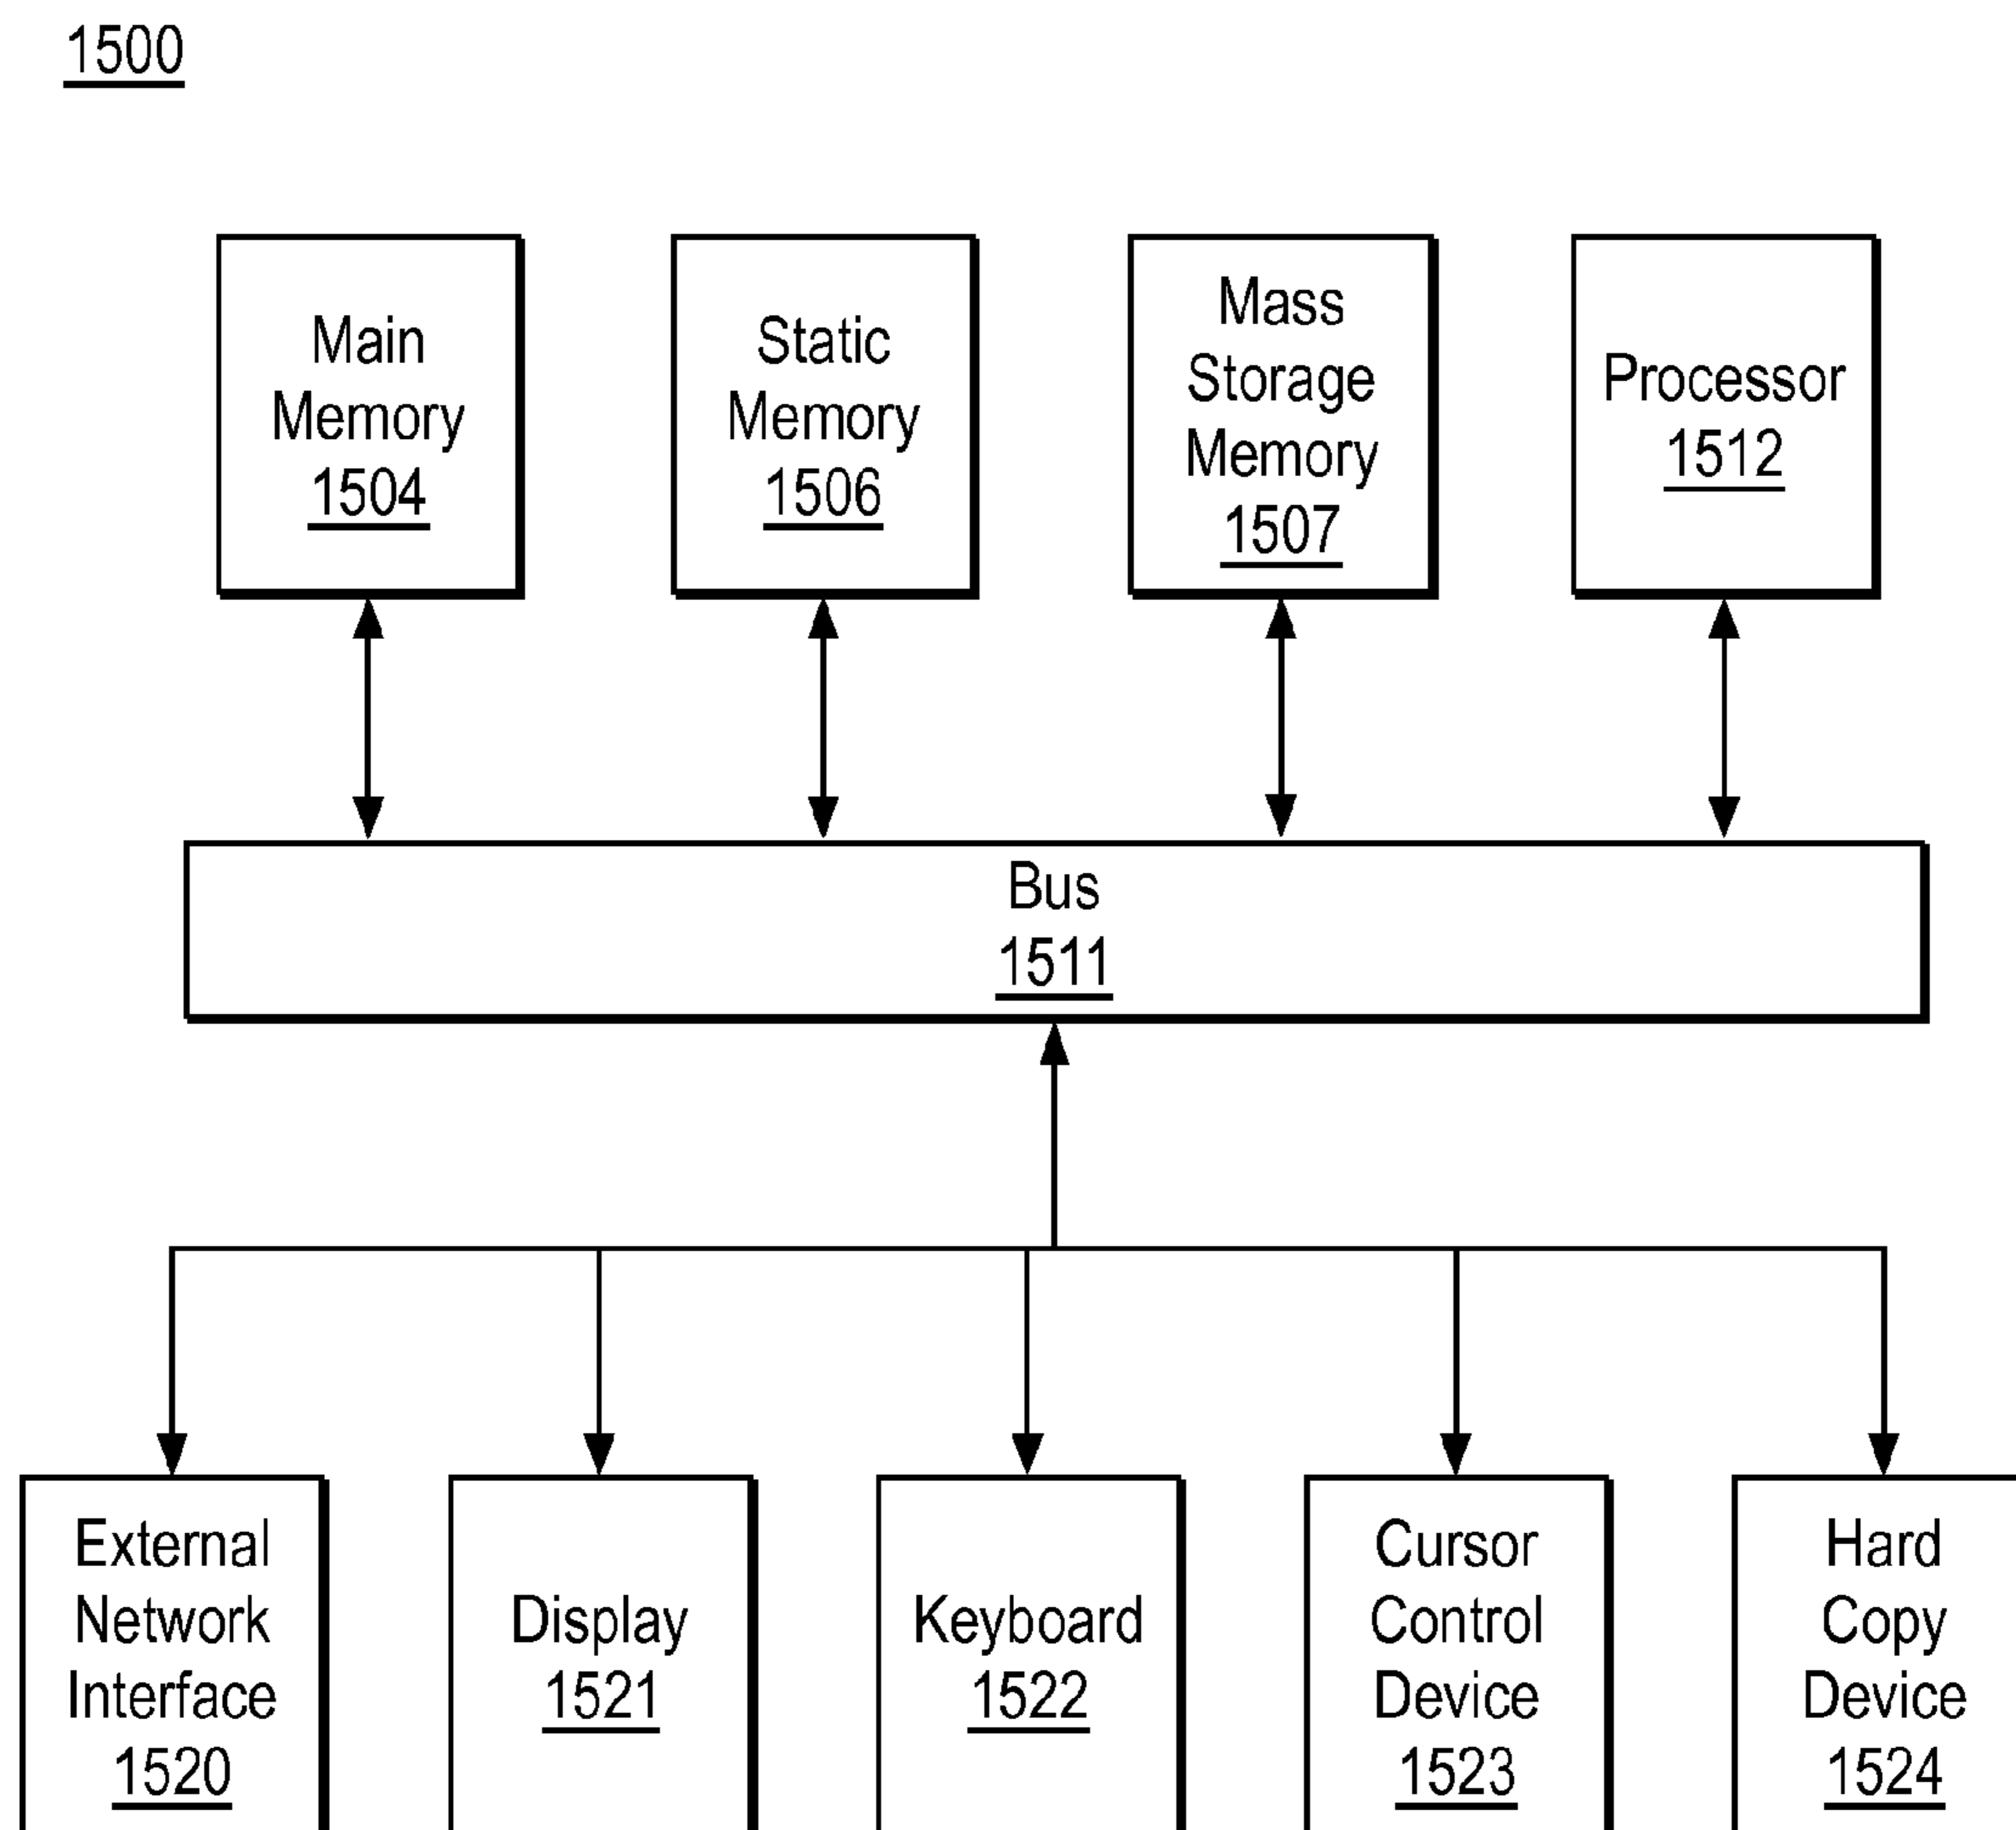 1500
Main
Memory
1504
Static
Memory
1506
Mass
Storage
Memory
1507
Processor
1512
Bus
1511
External
Network
Interface
1520
Display
1521
Keyboard
1522
Cursor
Control
Device
1523
Hard
Copy
Device
1524